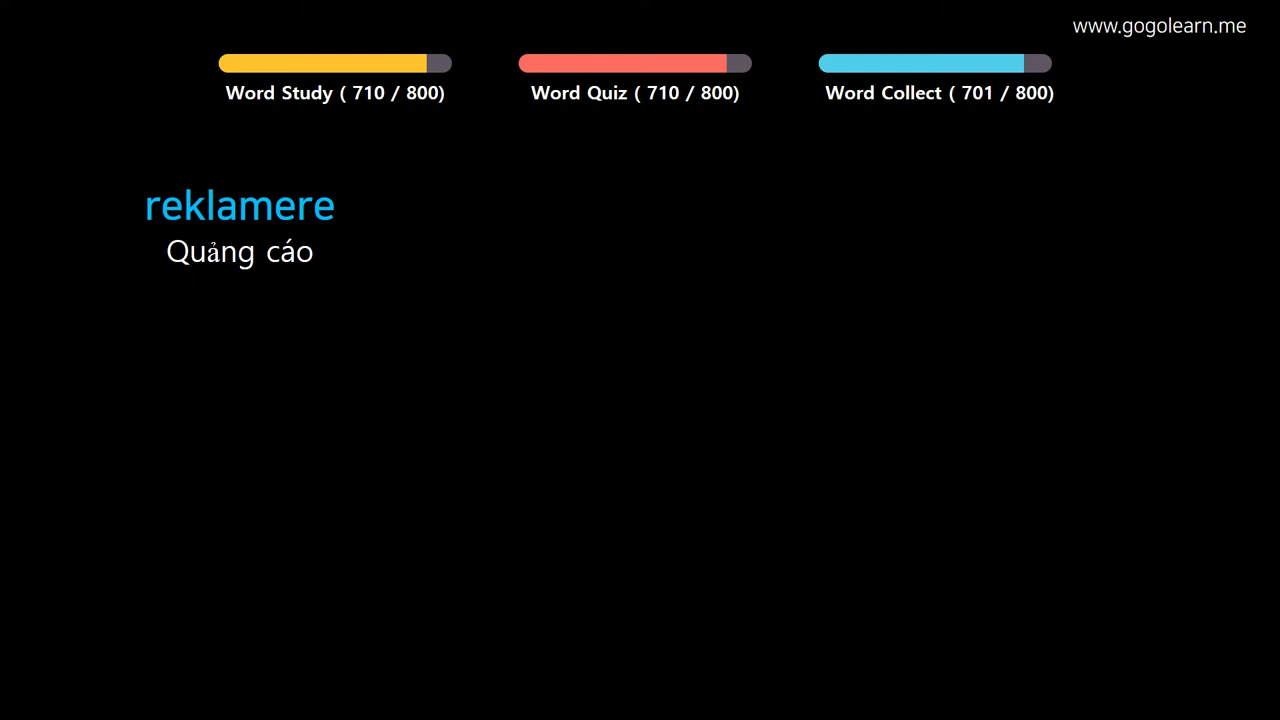 www.gogolearn.me
Word Study ( 710 / 800)
Word Quiz ( 710 / 800)
Word Collect ( 701 / 800)
reklamere
Quảng cáo